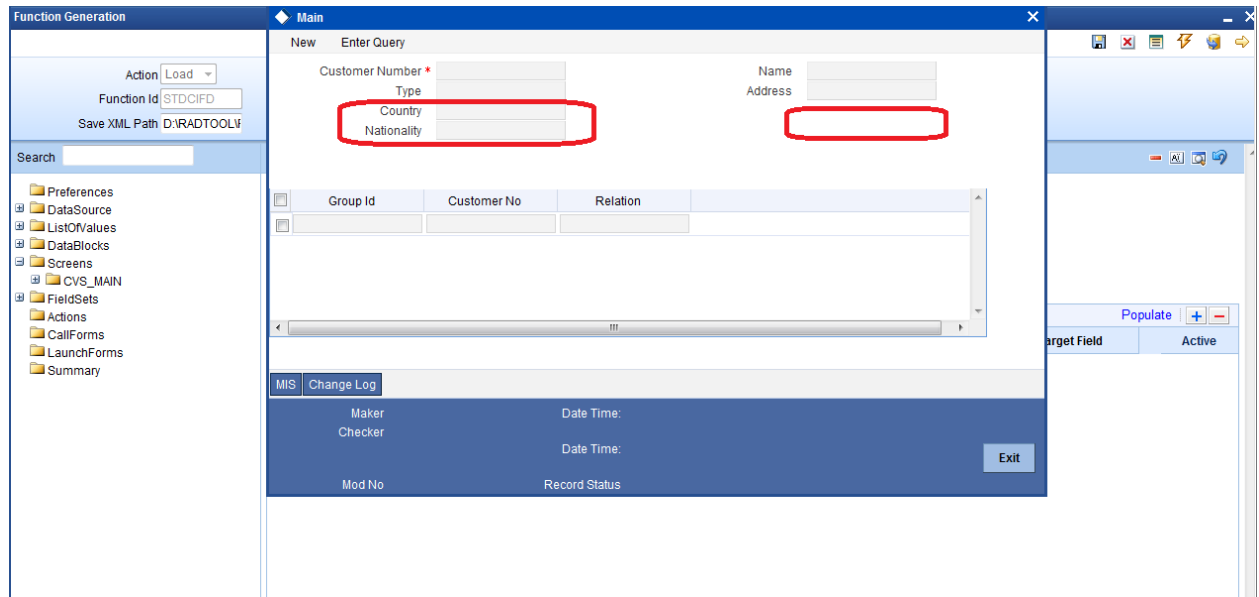 Function Generation
Action Load
Function Id STDCIFD
Save XML Path D:\RADTOOL\F
Search
Preferences
DataSource
ListOfValues
DataBlocks
Screens
CVS_MAIN
FieldSets
Actions
CallForms
LaunchForms
Summary
Main
New Enter Query
Customer Number * Name
Type Address
Country
Nationality
Group Id Customer No Relation
MIS Change Log
Maker Date Time:
Checker
Date Time:
Exit
Mod No Record Status
Populate
arget Field Active